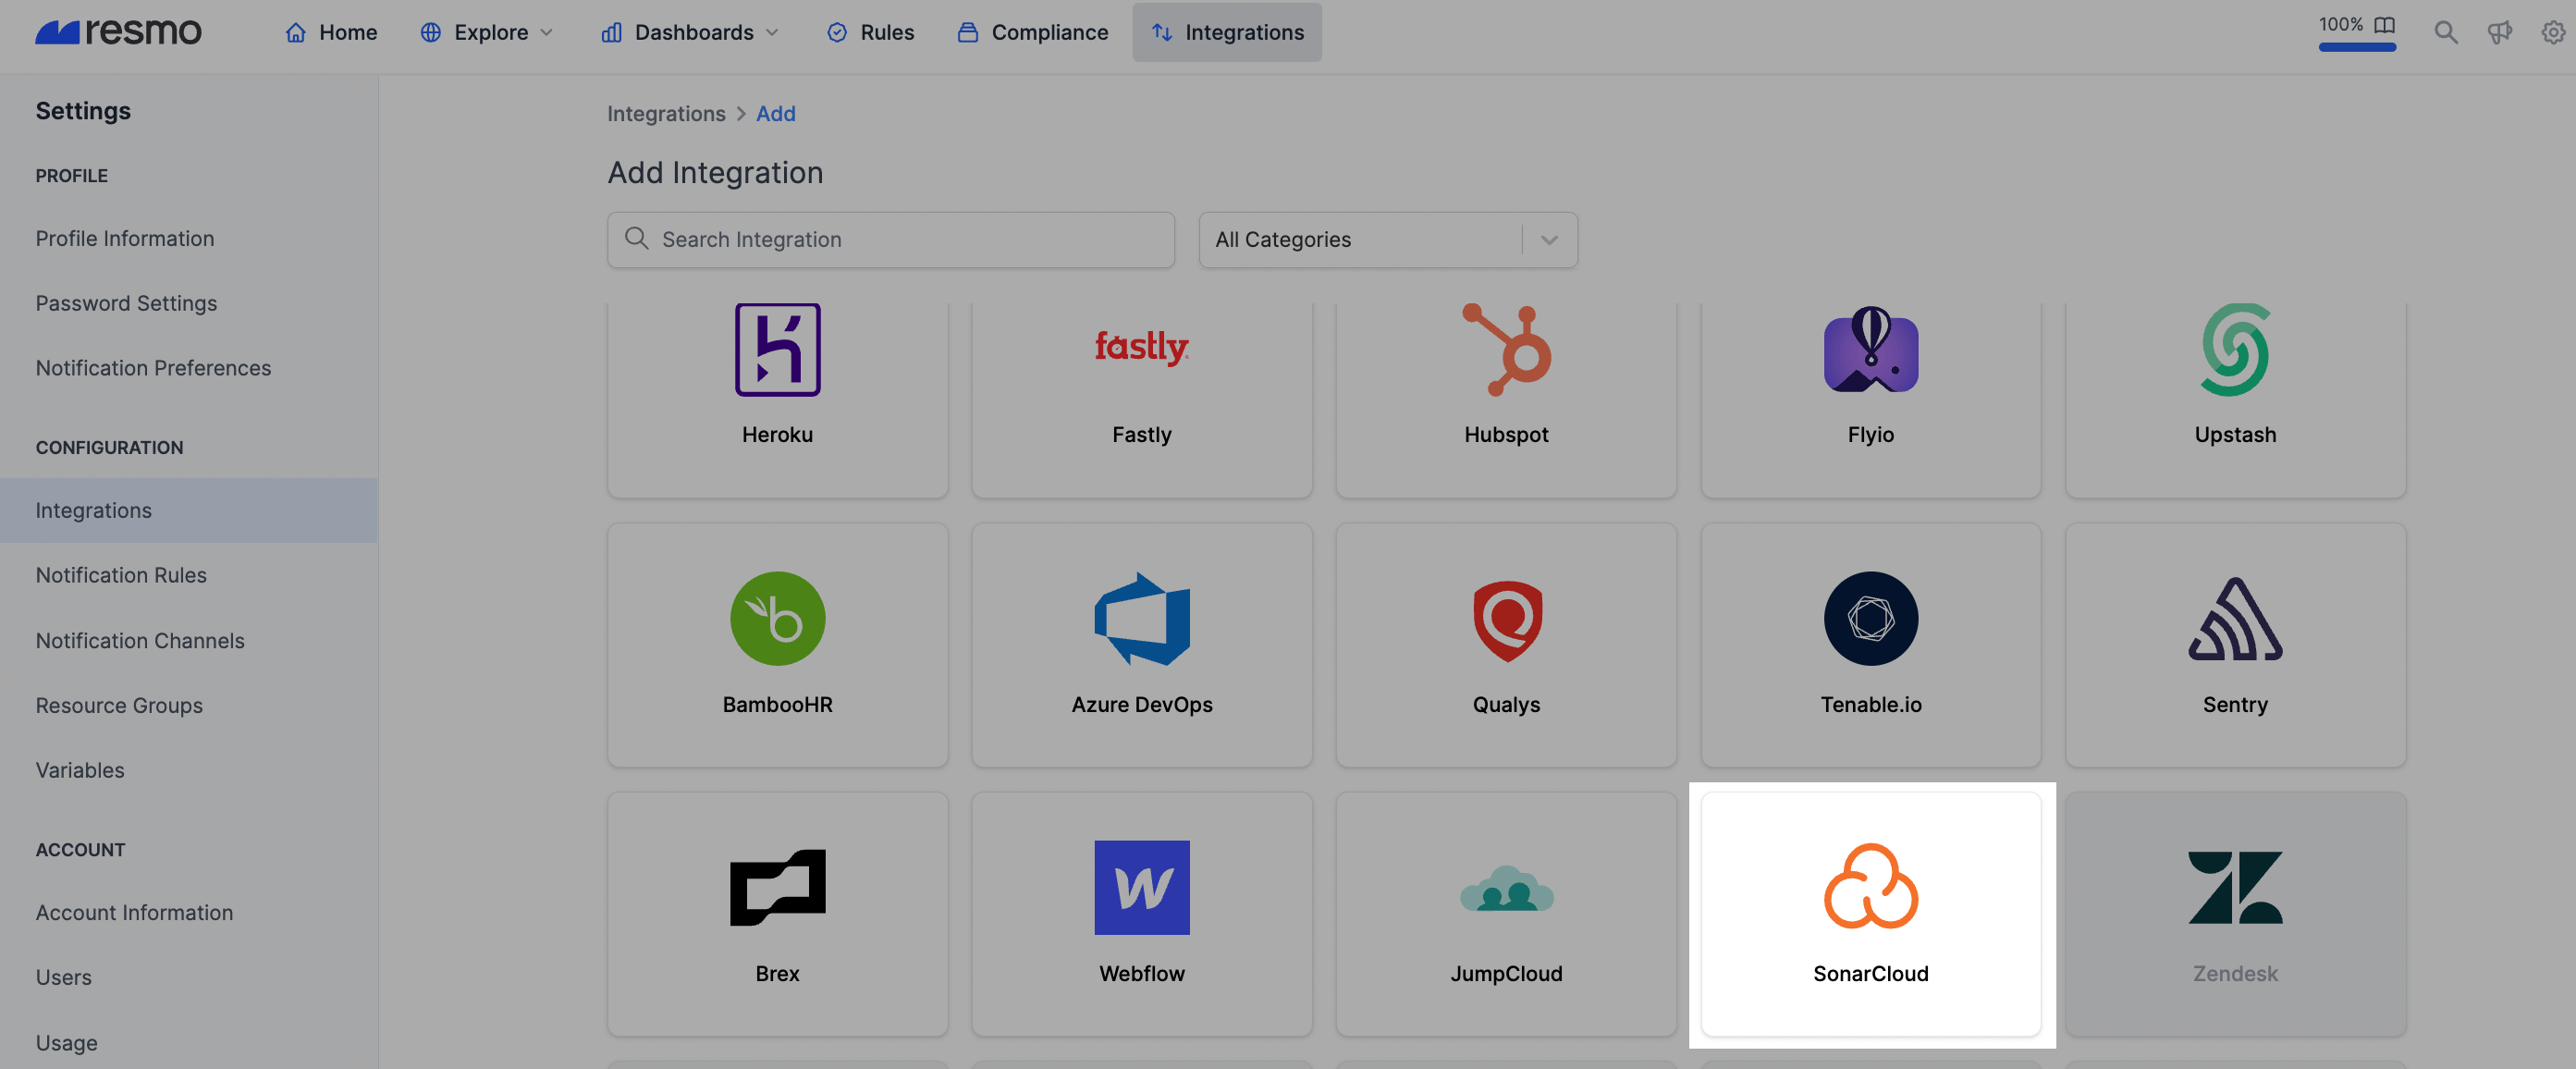 resmo
Home
Explore
Dashboards
Rules
Compliance
Integrations
100%
Settings
PROFILE
Profile Information
Password Settings
Notification Preferences
CONFIGURATION
Integrations
Notification Rules
Notification Channels
Resource Groups
Variables
ACCOUNT
Account Information
Users
Usage
Integrations > Add
Add Integration
Search Integration
All Categories
fastly
Heroku
Fastly
Hubspot
Flyio
Upstash
BambooHR
Azure DevOps
Qualys
Tenable.io
Sentry
Brex
Webflow
JumpCloud
SonarCloud
Zendesk